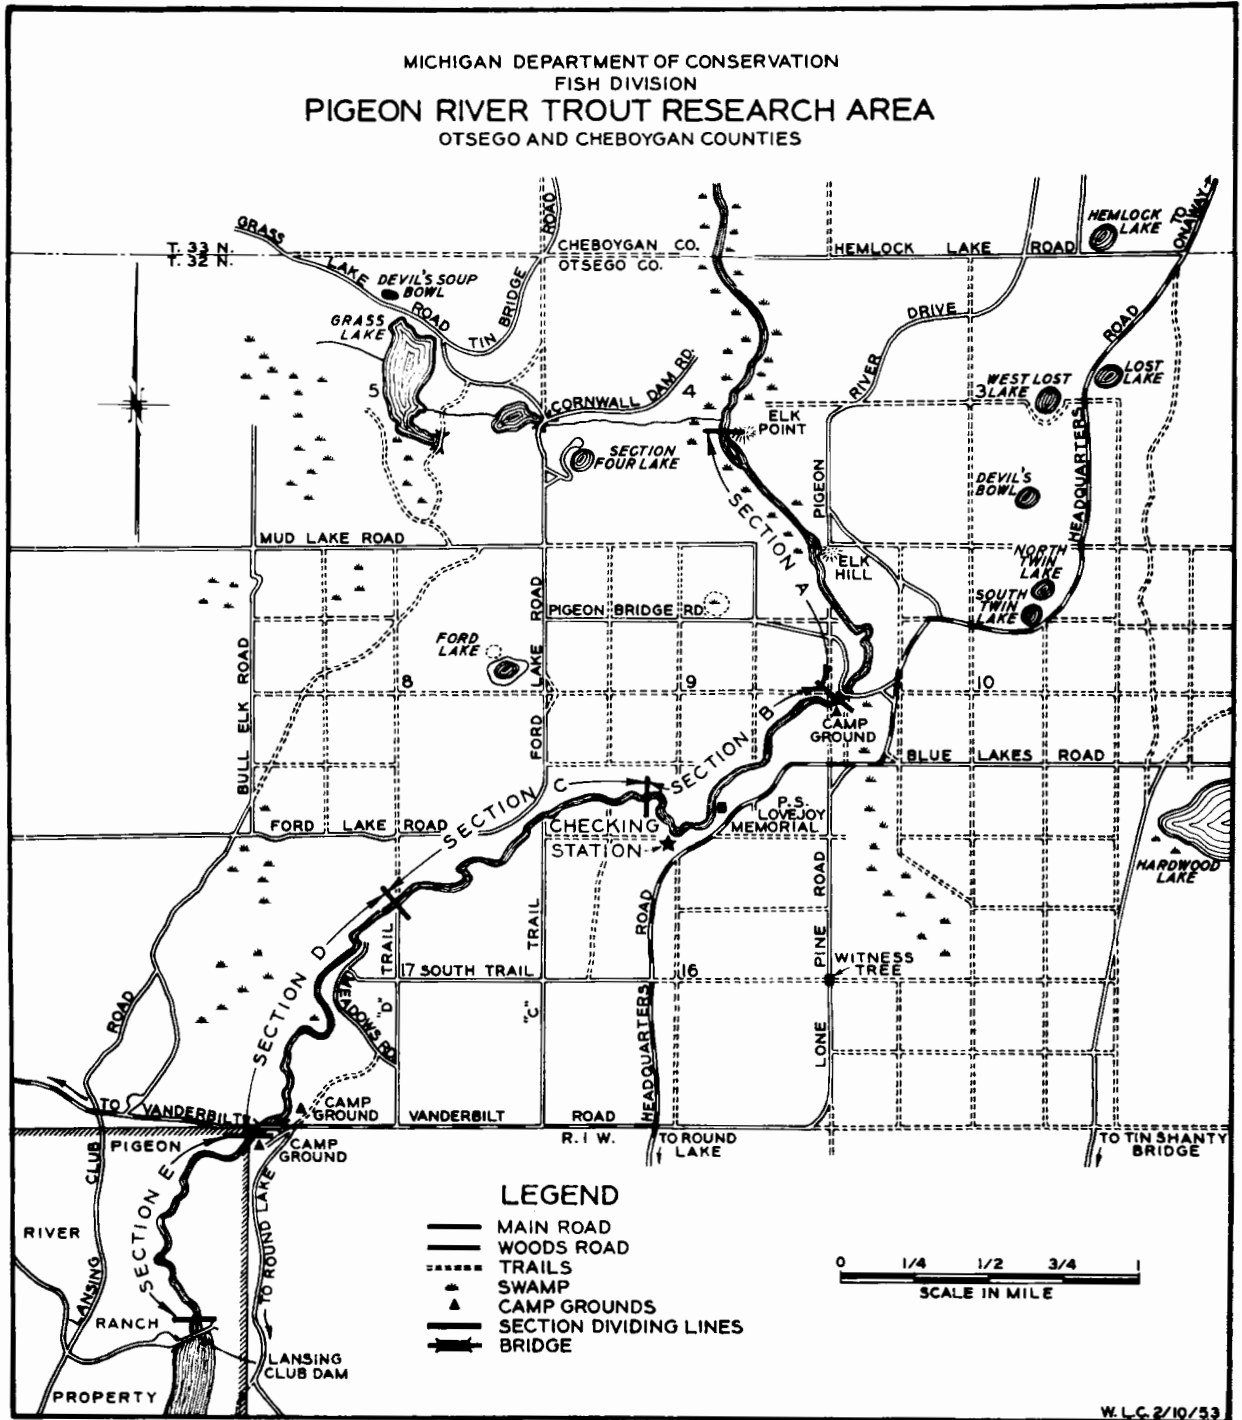 MICHIGAN DEPARTMENT OF CONSERVATION
FISH DIVISION
PIGEON RIVER TROUT RESEARCH AREA
OTSEGO AND CHEBOYGAN COUNTIES
GRASS LAKE ROAD
T. 33 N.
T. 32 N.
DEVIL'S SOUP
BOWL
GRASS
LAKE
TIN BRIDGE ROAD
CHEBOYGAN CO.
OTSEGO CO.
HEMLOCK LAKE ROAD
HEMLOCK
LAKE
TO
ONAWAY
RIVER DRIVE
HEADQUARTERS ROAD
LOST
LAKE
WEST LOST
LAKE
5
4
3
CORNWALL DAM RD.
ELK
POINT
SECTION
FOUR LAKE
PIGEON
DEVIL'S
BOWL
SECTION A
MUD LAKE ROAD
ELK
HILL
NORTH
TWIN
LAKE
SOUTH
TWIN
LAKE
PIGEON BRIDGE RD.
FORD
LAKE
BULL ELK ROAD
FORD LAKE ROAD
8
9
10
CAMP
GROUND
SECTION B
BLUE LAKES ROAD
SECTION C
P.S.
LOVEJOY
MEMORIAL
FORD LAKE ROAD
CHECKING
STATION
HARDWOOD
LAKE
SECTION D
TRAIL
"D"
TRAIL
"C"
HEADQUARTERS ROAD
LONE PINE ROAD
17 SOUTH TRAIL
16
WITNESS
TREE
MEADOWS RD.
ROAD
TO VANDERBILT
CAMP
GROUND
VANDERBILT ROAD
R. 1 W.
PIGEON
CAMP
GROUND
TO ROUND
LAKE
TO TIN SHANTY
BRIDGE
LANSING CLUB
SECTION E
TO ROUND LAKE
RIVER
RANCH
PROPERTY
LANSING
CLUB DAM
LEGEND
MAIN ROAD
WOODS ROAD
TRAILS
SWAMP
CAMP GROUNDS
SECTION DIVIDING LINES
BRIDGE
0 1/4 1/2 3/4 1
SCALE IN MILE
W. L. C. 2/10/53